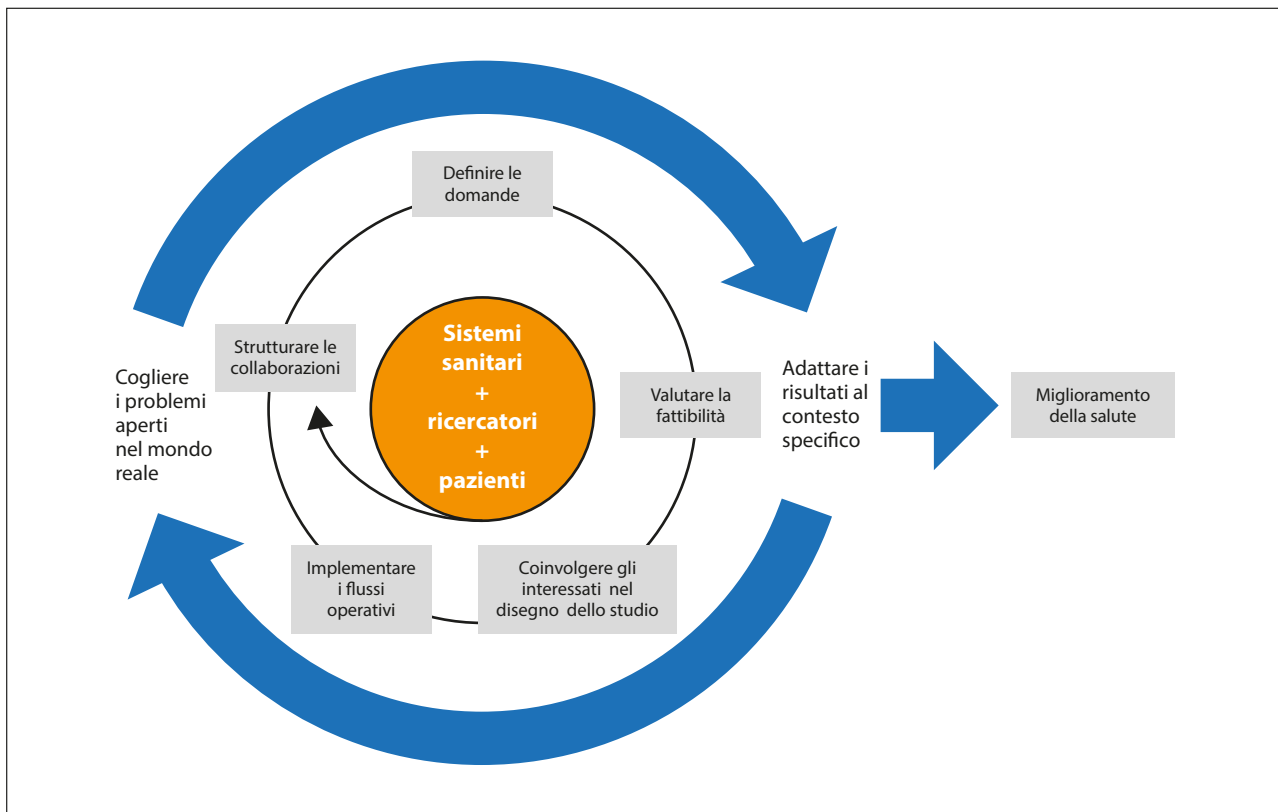 Definire le
domande
Strutturare le
collaborazioni
Sistemi
sanitari
+
ricercatori
+
pazienti
Valutare la
fattibilità
Cogliere
i problemi
aperti
nel mondo
reale
Adattare i
risultati al
contesto
specifico
Miglioramento
della salute
Implementare
i flussi
operativi
Coinvolgere gli
interessati nel
disegno dello studio